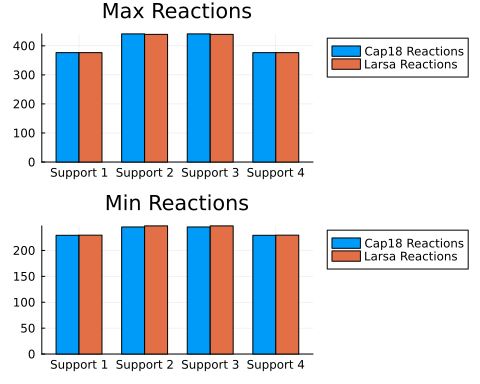 Max Reactions
400
300
200
100
0
Support 1 Support 2 Support 3 Support 4
Cap18 Reactions
Larsa Reactions
Min Reactions
200
150
100
50
0
Support 1 Support 2 Support 3 Support 4
Cap18 Reactions
Larsa Reactions